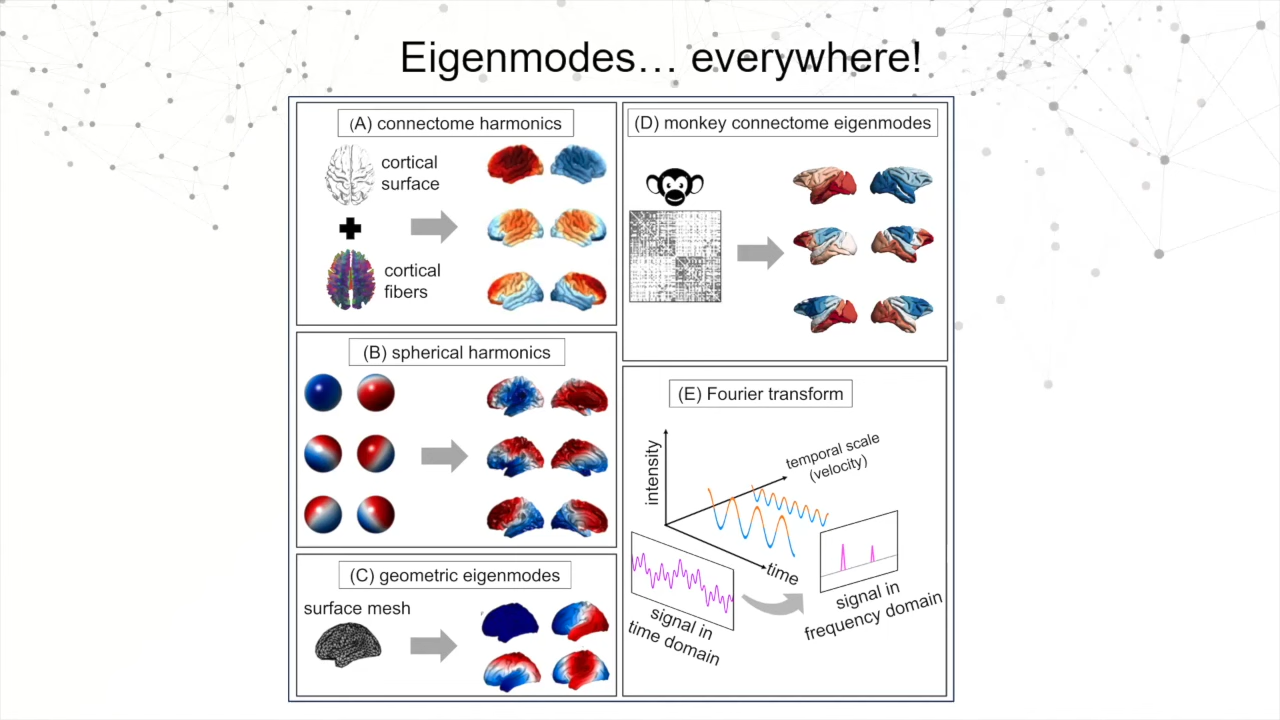 Eigenmodes… everywhere!
(A) connectome harmonics
cortical
surface
cortical
fibers
(B) spherical harmonics
(C) geometric eigenmodes
surface mesh
(D) monkey connectome eigenmodes
(E) Fourier transform
intensity
temporal scale
(velocity)
time
signal in
time domain
signal in
frequency domain